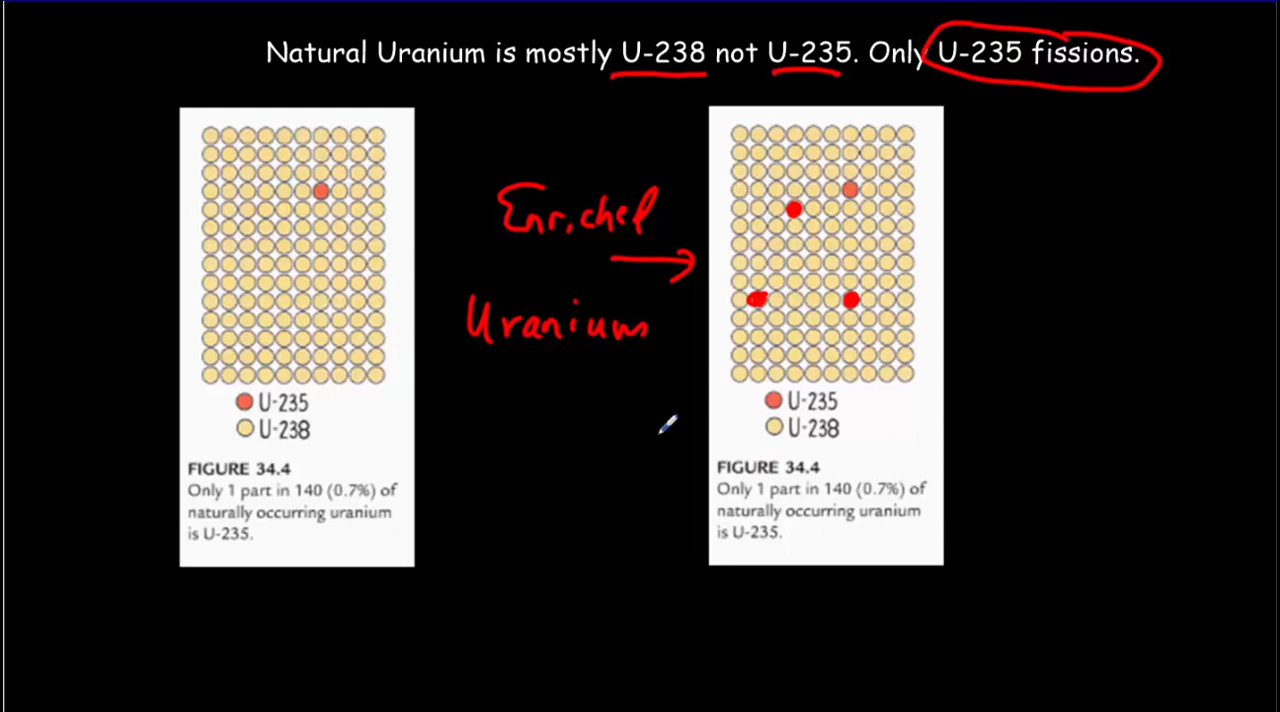 Natural Uranium is mostly U-238 not U-235. Only U-235 fissions.
Enriched
Uranium
U-235
U-238
FIGURE 34.4
Only 1 part in 140 (0.7%) of
naturally occurring uranium
is U-235.
U-235
U-238
FIGURE 34.4
Only 1 part in 140 (0.7%) of
naturally occurring uranium
is U-235.